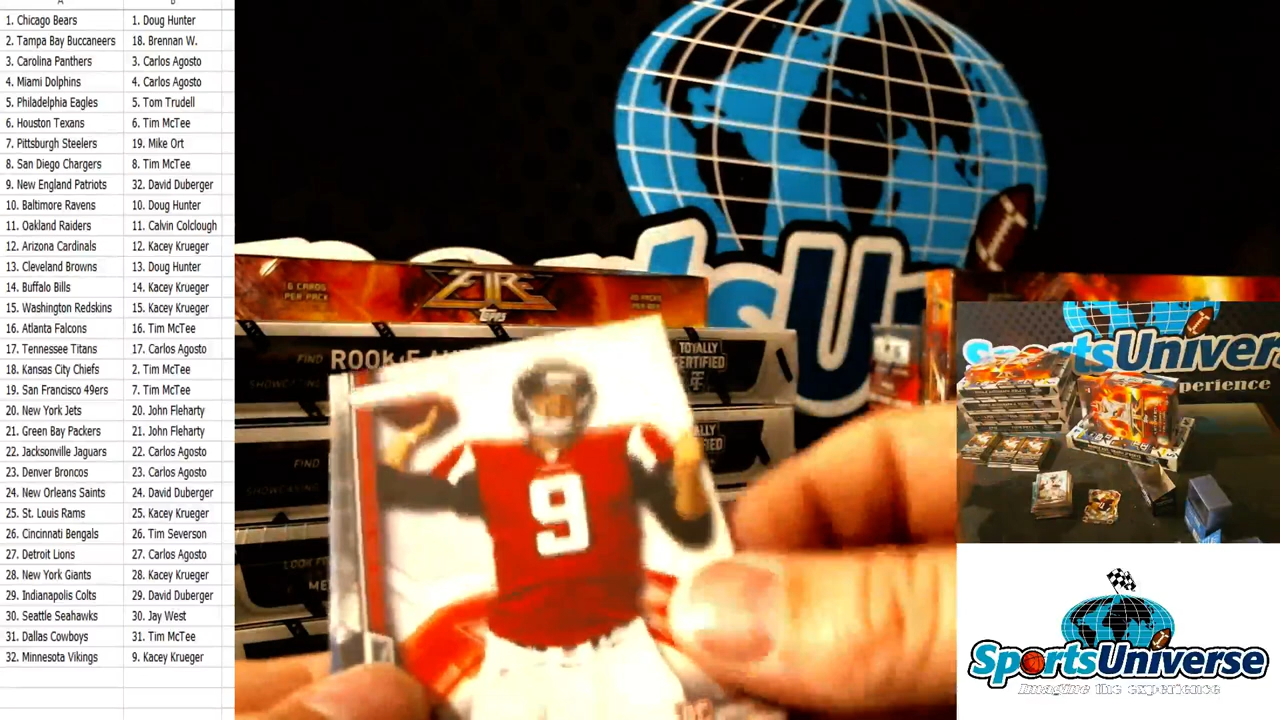 A
B
1. Chicago Bears 1. Doug Hunter
2. Tampa Bay Buccaneers 18. Brennan W.
3. Carolina Panthers 3. Carlos Agosto
4. Miami Dolphins 4. Carlos Agosto
5. Philadelphia Eagles 5. Tom Trudell
6. Houston Texans 6. Tim McTee
7. Pittsburgh Steelers 19. Mike Ort
8. San Diego Chargers 8. Tim McTee
9. New England Patriots 32. David Duberger
10. Baltimore Ravens 10. Doug Hunter
11. Oakland Raiders 11. Calvin Colclough
12. Arizona Cardinals 12. Kacey Krueger
13. Cleveland Browns 13. Doug Hunter
14. Buffalo Bills 14. Kacey Krueger
15. Washington Redskins 15. Kacey Krueger
16. Atlanta Falcons 16. Tim McTee
17. Tennessee Titans 17. Carlos Agosto
18. Kansas City Chiefs 2. Tim McTee
19. San Francisco 49ers 7. Tim McTee
20. New York Jets 20. John Fleharty
21. Green Bay Packers 21. John Fleharty
22. Jacksonville Jaguars 22. Carlos Agosto
23. Denver Broncos 23. Carlos Agosto
24. New Orleans Saints 24. David Duberger
25. St. Louis Rams 25. Kacey Krueger
26. Cincinnati Bengals 26. Tim Severson
27. Detroit Lions 27. Carlos Agosto
28. New York Giants 28. Kacey Krueger
29. Indianapolis Colts 29. David Duberger
30. Seattle Seahawks 30. Jay West
31. Dallas Cowboys 31. Tim McTee
32. Minnesota Vikings 9. Kacey Krueger
6 CARDS
PER PACK
FIRE
TOPPS
FIND
TOTALLY
CERTIFIED
FIND
9
SportsUniver
perience
SportsUniverse
Imagine the experience